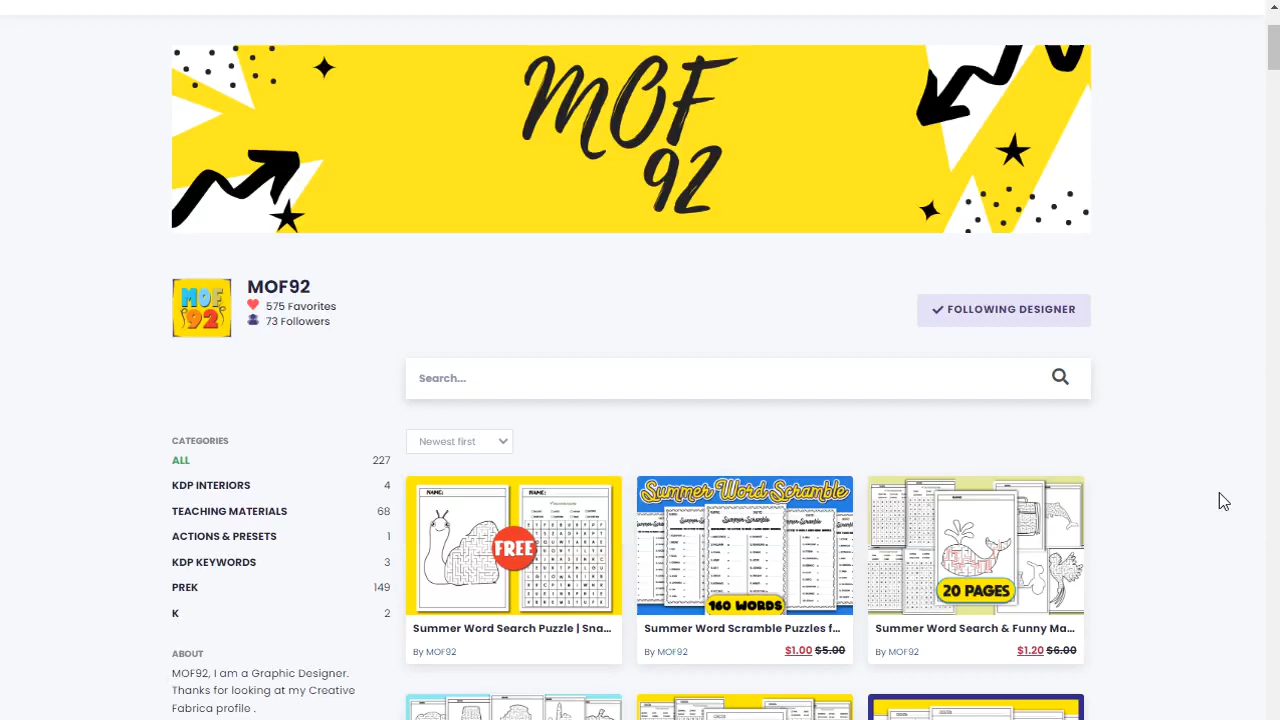 MOF
92
MOF
92
MOF92
575 Favorites
73 Followers
FOLLOWING DESIGNER
Search...
CATEGORIES
ALL 227
KDP INTERIORS 4
TEACHING MATERIALS 68
ACTIONS & PRESETS 1
KDP KEYWORDS 3
PREK 149
K 2
ABOUT
MOF92, I am a Graphic Designer.
Thanks for looking at my Creative
Fabrica profile .
Newest first
NAME:
NAME:
FREE
Summer Word Search Puzzle | Sna...
By MOF92
Summer Word Scramble
Summer Scramble
160 WORDS
Summer Word Scramble Puzzles f...
By MOF92 $1.00 $5.00
20 PAGES
Summer Word Search & Funny Ma...
By MOF92 $1.20 $6.00